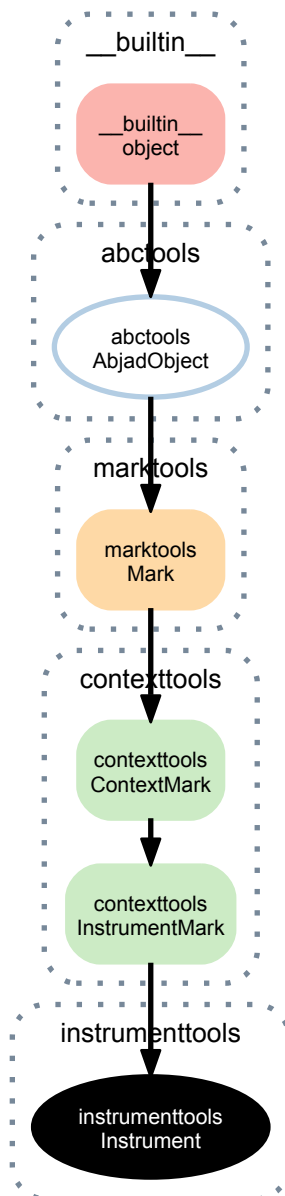 __builtin__
__builtin__
object
abctools
abctools
AbjadObject
marktools
marktools
Mark
contexttools
contexttools
ContextMark
contexttools
InstrumentMark
instrumenttools
instrumenttools
Instrument